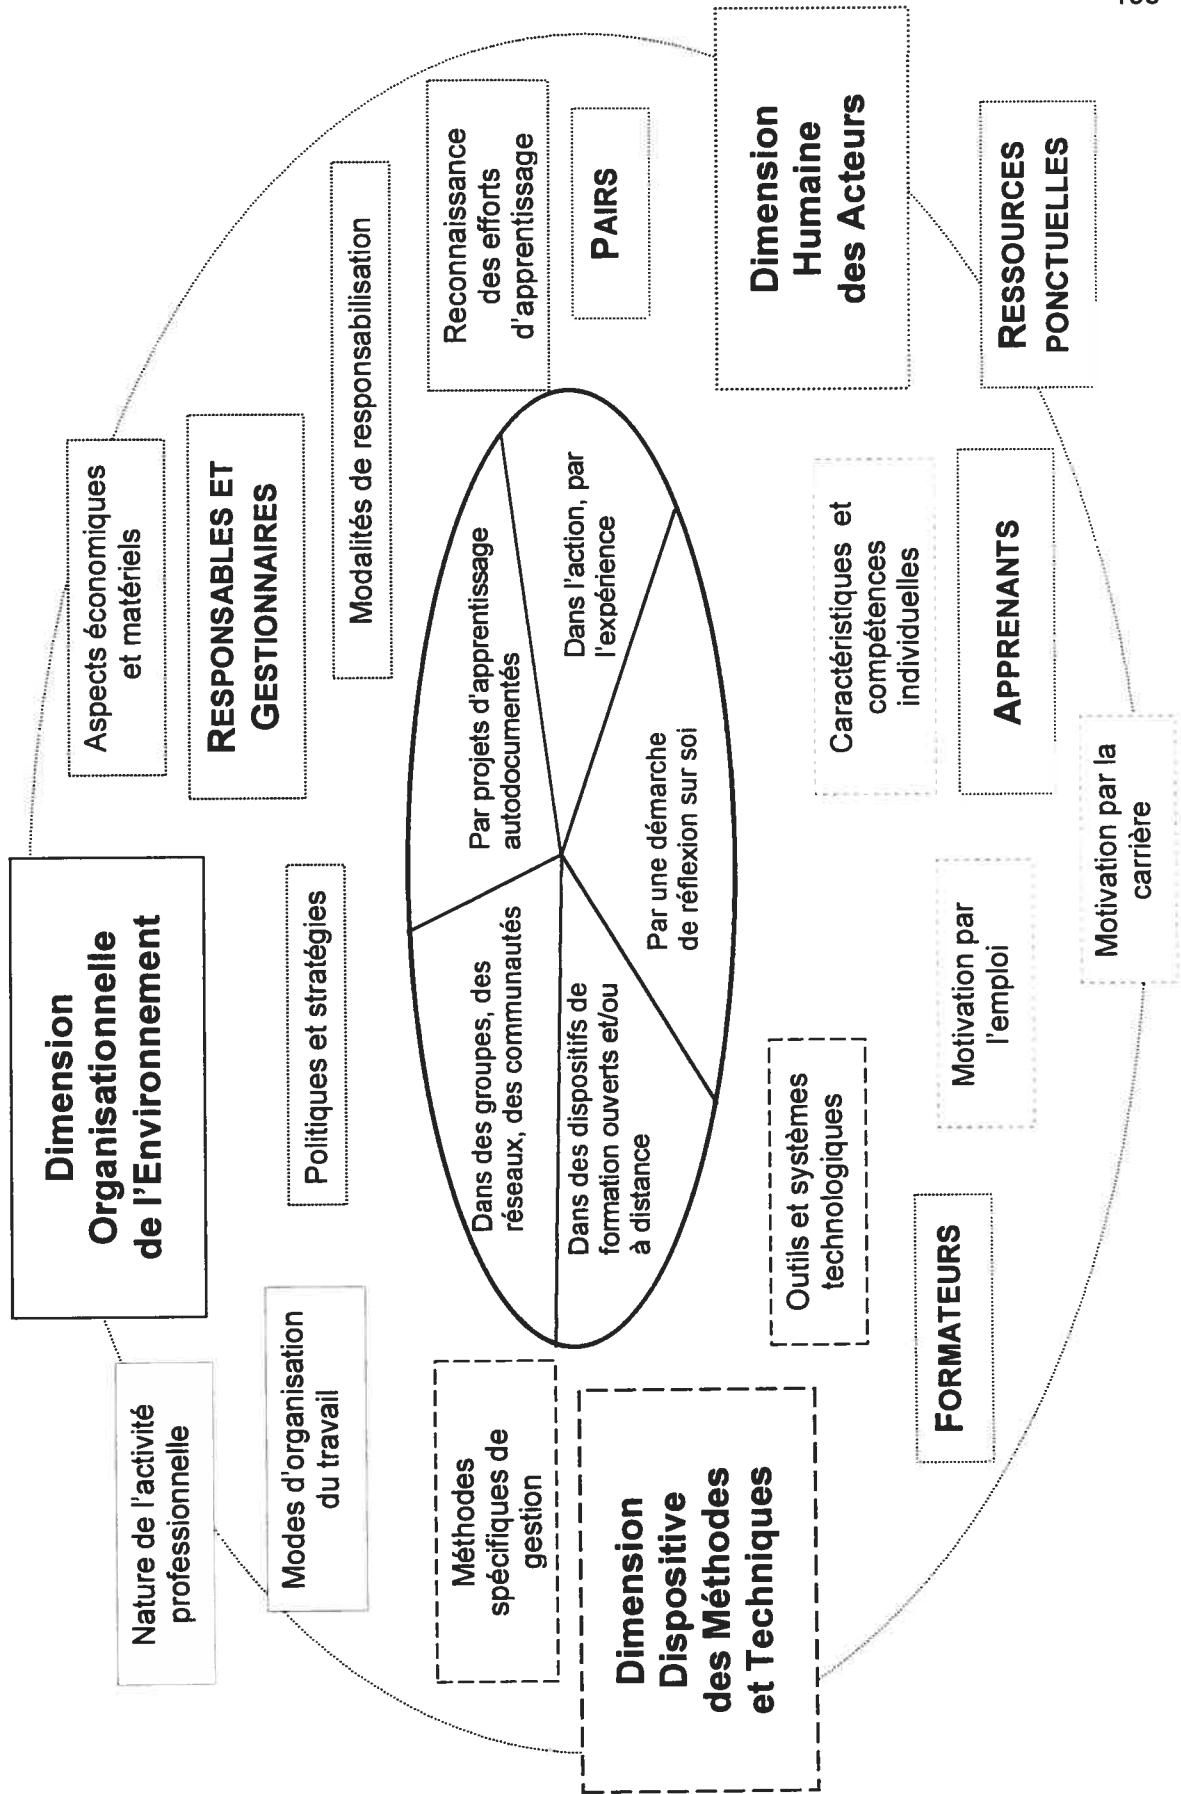 Dimension
Organisationnelle
de l'Environnement
Nature de l'activité
professionnelle
Aspects économiques
et matériels
RESPONSABLES ET
GESTIONNAIRES
Modes d'organisation
du travail
Politiques et stratégies
Modalités de responsabilisation
Méthodes
spécifiques de
gestion
Reconnaissance
des efforts
d'apprentissage
PAIRS
Dans des groupes, des
réseaux, des communautés
Par projets d'apprentissage
autodocumentés
Dans l'action, par
l'expérience
Dans des dispositifs de
formation ouverts et/ou
à distance
Par une démarche
de réflexion sur soi
Dimension
Dispositive
des Méthodes
et Techniques
Dimension
Humaine
des Acteurs
Outils et systèmes
technologiques
Caractéristiques et
compétences
individuelles
FORMATEURS
Motivation par
l'emploi
APPRENANTS
RESSOURCES
PONCTUELLES
Motivation par la
carrière